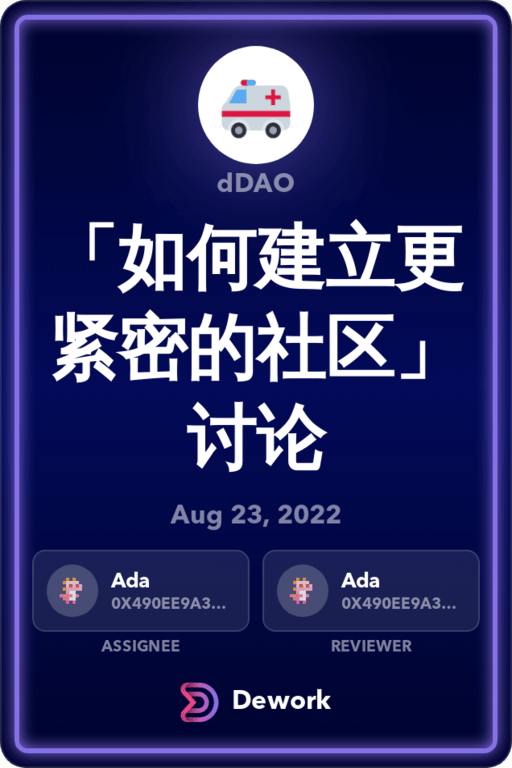 dDAO
「如何建立更
紧密的社区」
讨论
Aug 23, 2022
Ada
0X490EE9A3...
ASSIGNEE
Ada
0X490EE9A3...
REVIEWER
Dework